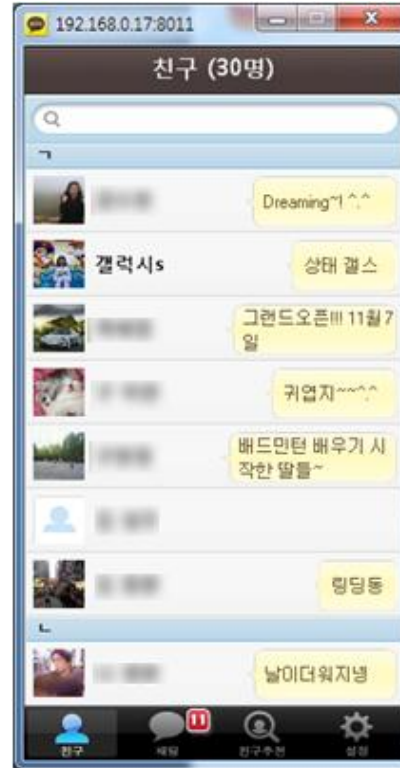 192.168.0.17:8011
친구 (30명)
ㄱ
Dreaming~! ^.^
갤럭시s
상태 갤스
그랜드오픈!!! 11월 7
일
귀엽지~~^.^
배드민턴 배우기 시
작한 딸들~
링딩동
ㄴ
날이더워지넹
11
친구
채팅
친구추천
설정